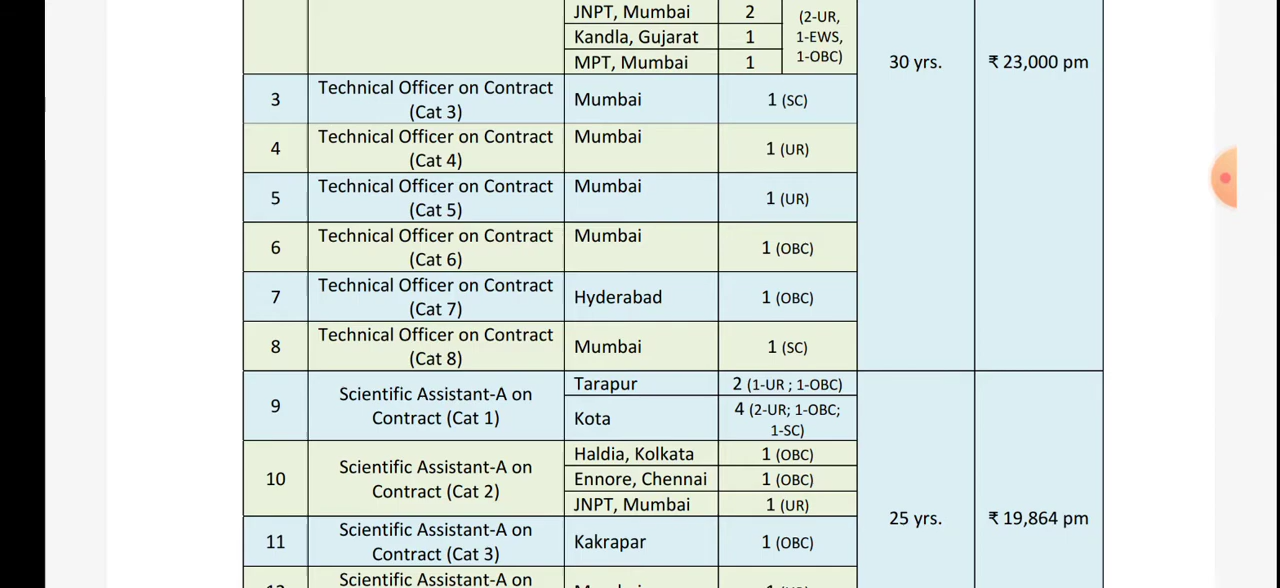 JNPT, Mumbai 2 (2-UR,
Kandla, Gujarat 1 1-EWS,
MPT, Mumbai 1 1-OBC)
30 yrs. ₹ 23,000 pm
3 Technical Officer on Contract (Cat 3) Mumbai 1 (SC)
4 Technical Officer on Contract (Cat 4) Mumbai 1 (UR)
5 Technical Officer on Contract (Cat 5) Mumbai 1 (UR)
6 Technical Officer on Contract (Cat 6) Mumbai 1 (OBC)
7 Technical Officer on Contract (Cat 7) Hyderabad 1 (OBC)
8 Technical Officer on Contract (Cat 8) Mumbai 1 (SC)
9 Scientific Assistant-A on Contract (Cat 1) Tarapur 2 (1-UR ; 1-OBC)
Kota 4 (2-UR; 1-OBC; 1-SC)
10 Scientific Assistant-A on Contract (Cat 2) Haldia, Kolkata 1 (OBC)
Ennore, Chennai 1 (OBC)
JNPT, Mumbai 1 (UR)
25 yrs. ₹ 19,864 pm
11 Scientific Assistant-A on Contract (Cat 3) Kakrapar 1 (OBC)
Scientific Assistant-A on